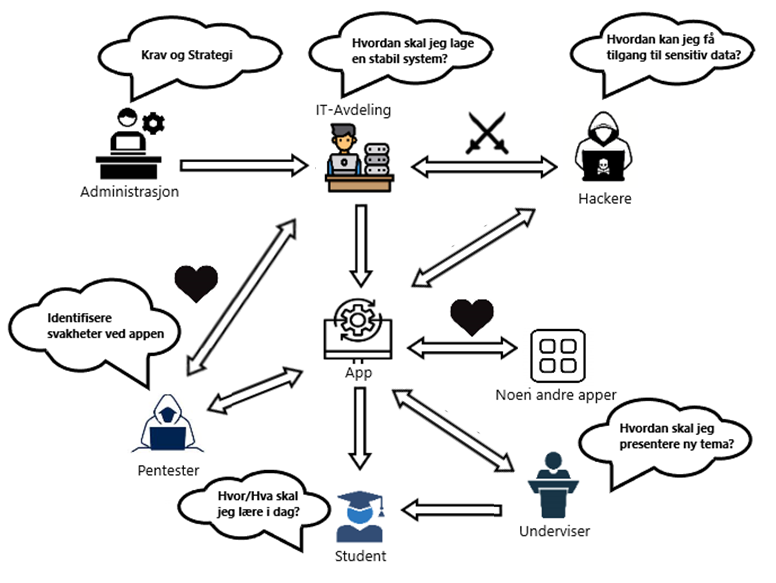 Krav og Strategi
Hvordan skal jeg lage
en stabil system?
Hvordan kan jeg få
tilgang til sensitiv data?
IT-Avdeling
Administrasjon
Hackere
Identifisere
svakheter ved appen
App
Noen andre apper
Pentester
Hvordan skal jeg
presentere ny tema?
Hvor/Hva skal
jeg lære i dag?
Underviser
Student